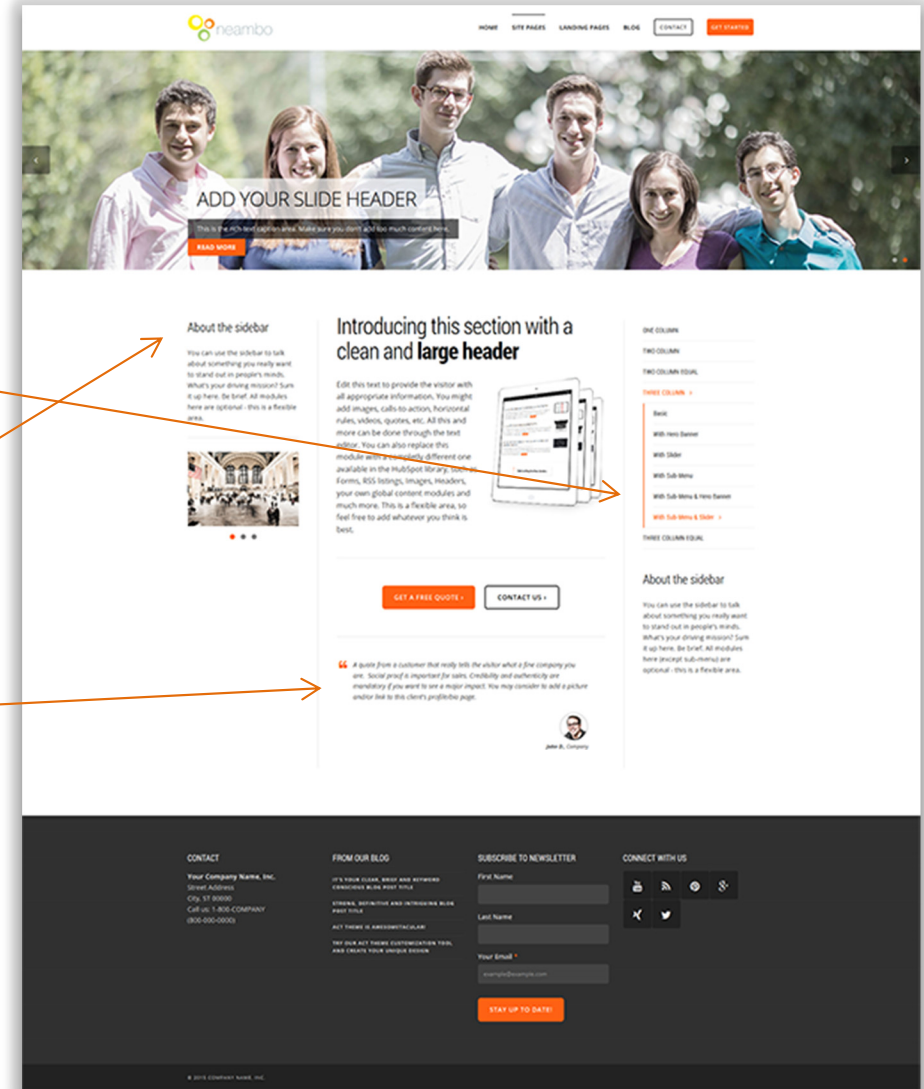 neambo
HOME SITE PAGES LANDING PAGES BLOG CONTACT GET STARTED
ADD YOUR SLIDE HEADER
This is the rich-text caption area. Make sure you don't add too much content here.
READ MORE
About the sidebar
You can use the sidebar to talk
about something you really want
to stand out in people's minds.
What's your driving mission? Sum
it up here. Be brief. All modules
here are optional - this is a flexible
area.
Introducing this section with a
clean and large header
Edit this text to provide the visitor with
all appropriate information. You might
add images, calls-to-action, horizontal
rules, videos, quotes, etc. All this and
more can be done through the text
editor. You can also replace this
module with a completly different one
available in the HubSpot library, such as
Forms, RSS listings, Images, Headers,
your own global content modules and
much more. This is a flexible area, so
feel free to add whatever you think is
best.
GET A FREE QUOTE ›
CONTACT US ›
“ A quote from a customer that really tells the visitor what a fine company you
are. Social proof is important for sales. Credibility and authenticity are
mandatory if you want to see a major impact. You may consider to add a picture
and/or link to this client's profile/bio page.
John D., Company
ONE COLUMN
TWO COLUMN
TWO COLUMN EQUAL
THREE COLUMN ›
Basic
With Hero Banner
With Slider
With Sub-Menu
With Sub-Menu & Hero Banner
With Sub-Menu & Slider ›
THREE COLUMN EQUAL
About the sidebar
You can use the sidebar to talk
about something you really want
to stand out in people's minds.
What's your driving mission? Sum
it up here. Be brief. All modules
here (except sub-menu) are
optional - this is a flexible area.
CONTACT
Your Company Name, Inc.
Street Address
City, ST 00000
Call us: 1-800-COMPANY
(800-000-0000)
FROM OUR BLOG
IT'S YOUR CLEAR, BRIEF AND KEYWORD
CONSCIOUS BLOG POST TITLE
STRONG, DEFINITIVE AND INTRIGUING BLOG
POST TITLE
ACT THEME IS AWESOMETACULAR!
TRY OUR ACT THEME CUSTOMIZATION TOOL
AND CREATE YOUR UNIQUE DESIGN
SUBSCRIBE TO NEWSLETTER
First Name
Last Name
Your Email *
example@example.com
STAY UP TO DATE!
CONNECT WITH US
© 2015 COMPANY NAME, INC.